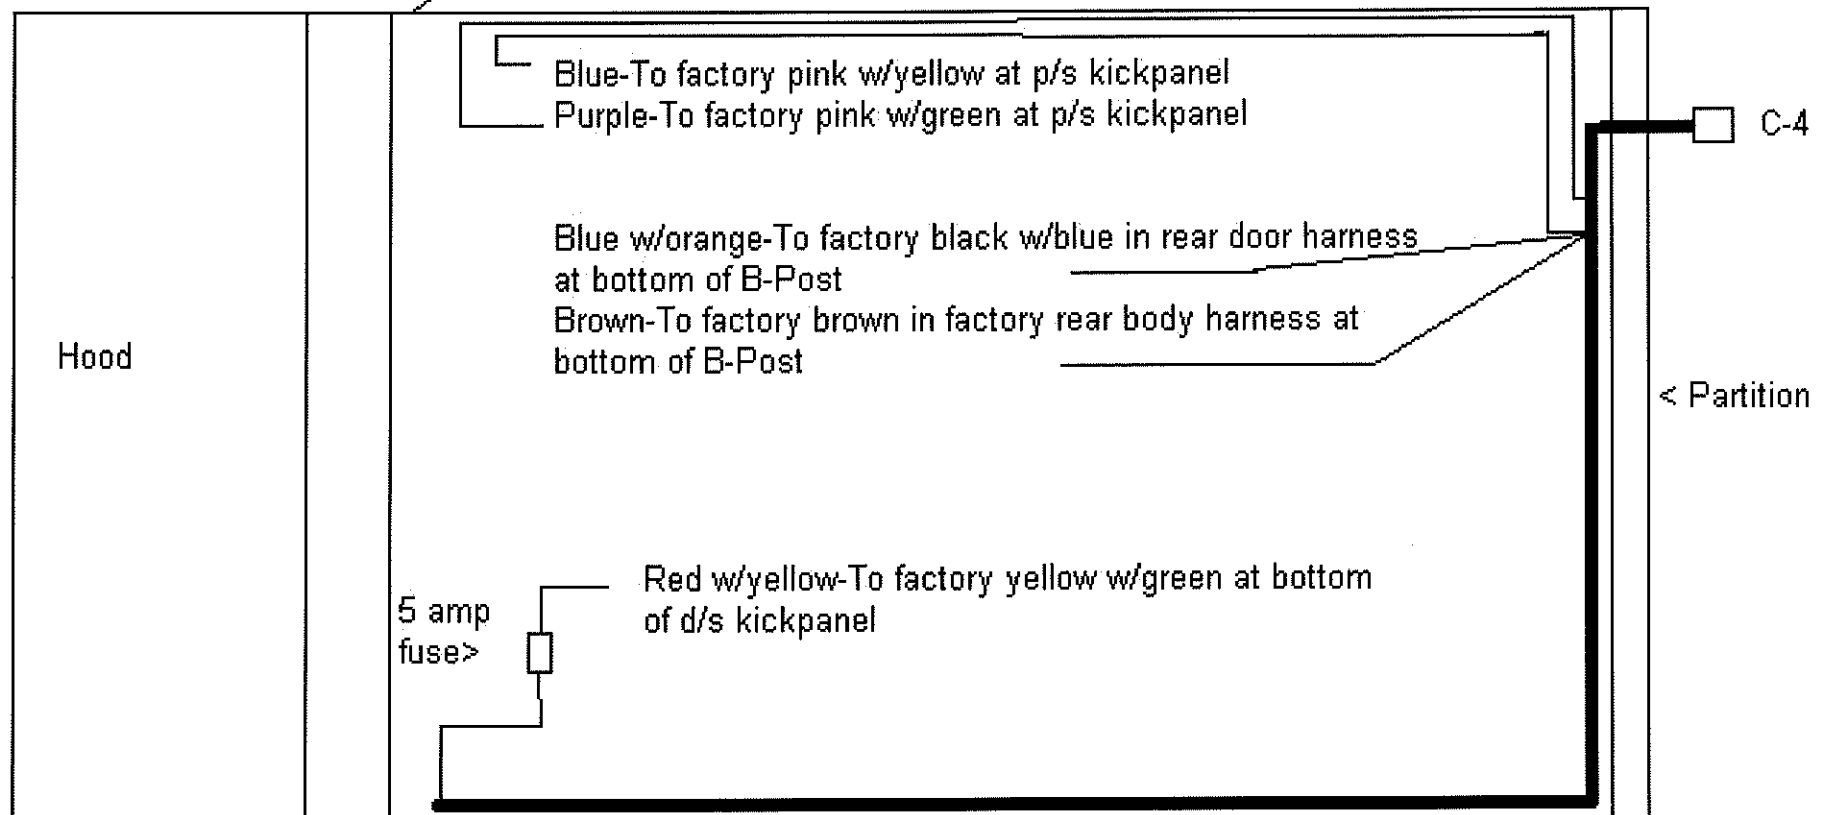 Blue-To factory pink w/yellow at p/s kickpanel
Purple-To factory pink w/green at p/s kickpanel
C-4
Blue w/orange-To factory black w/blue in rear door harness
at bottom of B-Post
Brown-To factory brown in factory rear body harness at
bottom of B-Post
Hood
< Partition
Red w/yellow-To factory yellow w/green at bottom
of d/s kickpanel
5 amp
fuse>